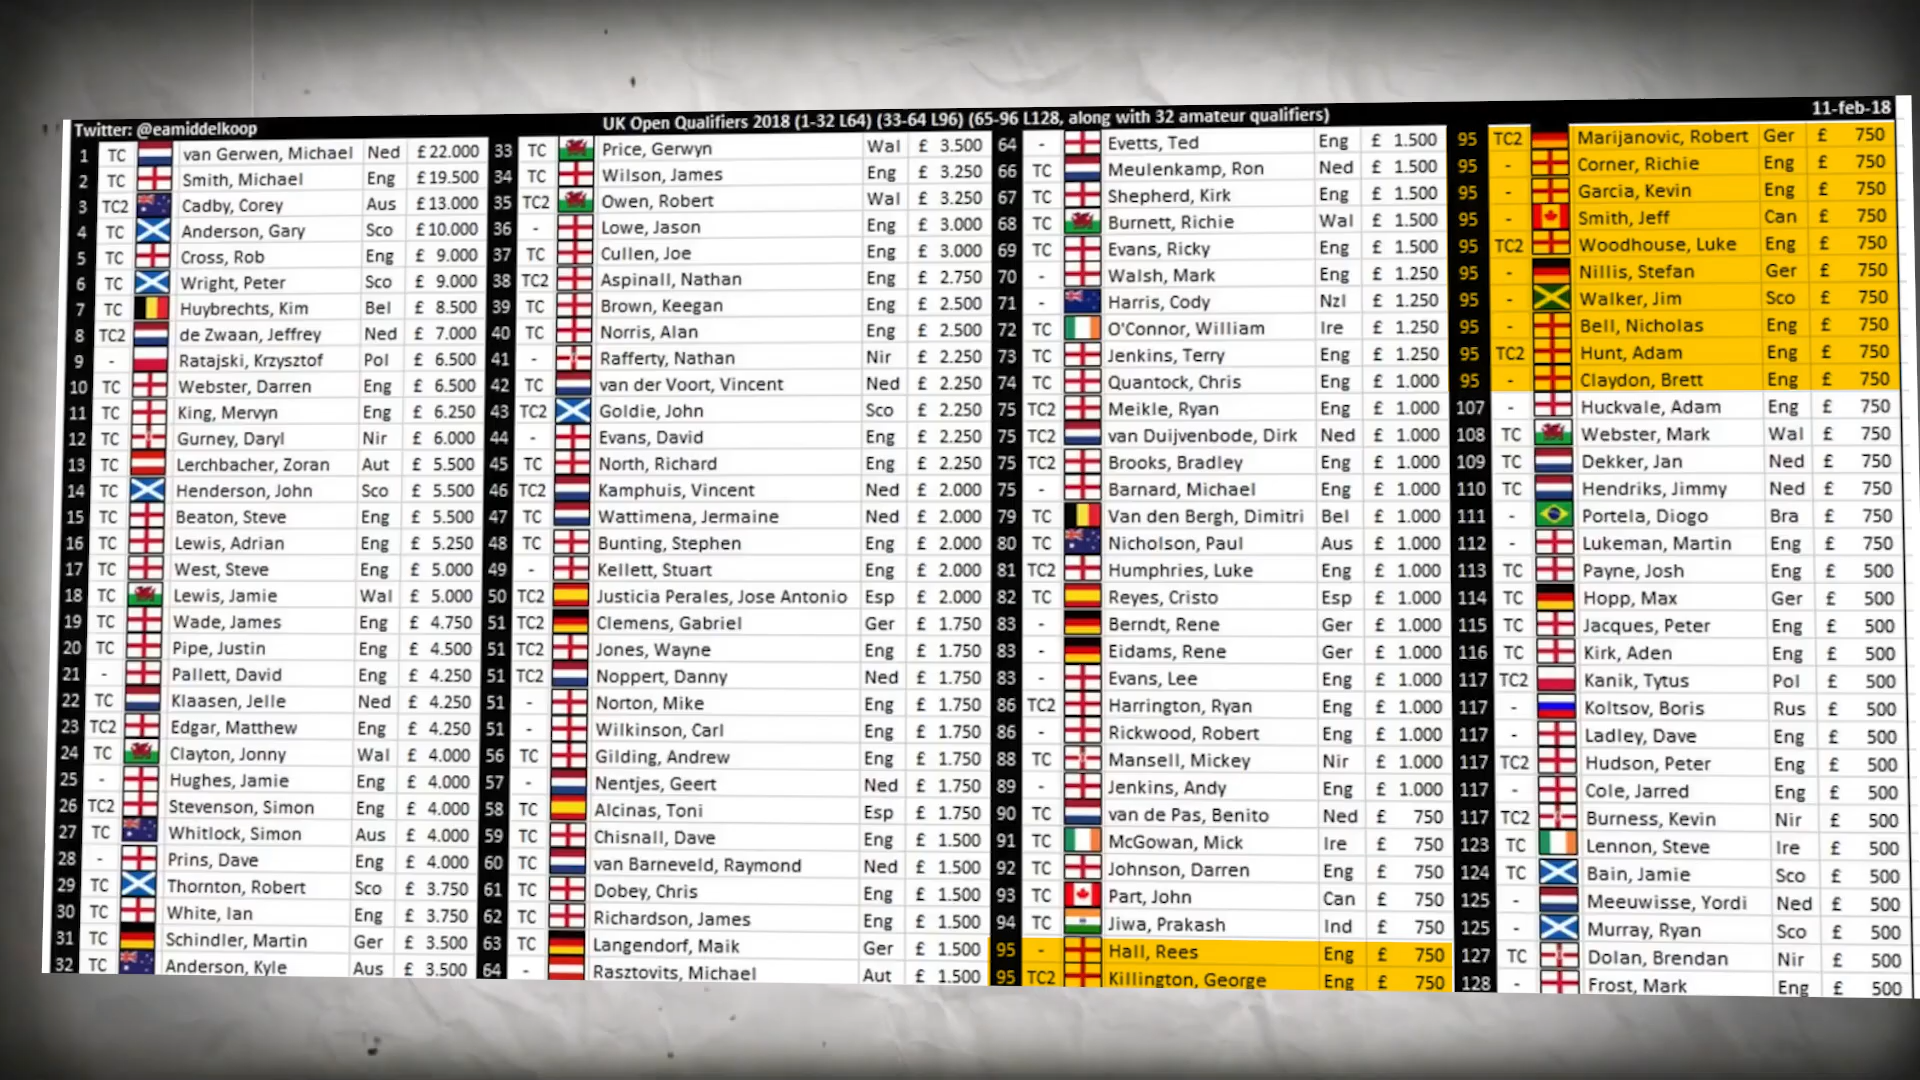 Twitter: @eamiddelkoop UK Open Qualifiers 2018 (1-32 L64) (33-64 L96) (65-96 L128, along with 32 amateur qualifiers) 11-feb-18
1 TC van Gerwen, Michael Ned £ 22.000
2 TC Smith, Michael Eng £ 19.500
3 TC2 Cadby, Corey Aus £ 13.000
4 TC Anderson, Gary Sco £ 10.000
5 TC Cross, Rob Eng £ 9.000
6 TC Wright, Peter Sco £ 9.000
7 TC Huybrechts, Kim Bel £ 8.500
8 TC2 de Zwaan, Jeffrey Ned £ 7.000
9 - Ratajski, Krzysztof Pol £ 6.500
10 TC Webster, Darren Eng £ 6.500
11 TC King, Mervyn Eng £ 6.250
12 TC Gurney, Daryl Nir £ 6.000
13 TC Lerchbacher, Zoran Aut £ 5.500
14 TC Henderson, John Sco £ 5.500
15 TC Beaton, Steve Eng £ 5.500
16 TC Lewis, Adrian Eng £ 5.250
17 TC West, Steve Eng £ 5.000
18 TC Lewis, Jamie Wal £ 5.000
19 TC Wade, James Eng £ 4.750
20 TC Pipe, Justin Eng £ 4.500
21 - Pallett, David Eng £ 4.250
22 TC Klaasen, Jelle Ned £ 4.250
23 TC2 Edgar, Matthew Eng £ 4.250
24 TC Clayton, Jonny Wal £ 4.000
25 - Hughes, Jamie Eng £ 4.000
26 TC2 Stevenson, Simon Eng £ 4.000
27 TC Whitlock, Simon Aus £ 4.000
28 - Prins, Dave Eng £ 4.000
29 TC Thornton, Robert Sco £ 3.750
30 TC White, Ian Eng £ 3.750
31 TC Schindler, Martin Ger £ 3.500
32 TC Anderson, Kyle Aus £ 3.500
33 TC Price, Gerwyn Wal £ 3.500
34 TC Wilson, James Eng £ 3.250
35 TC2 Owen, Robert Wal £ 3.250
36 - Lowe, Jason Eng £ 3.000
37 TC Cullen, Joe Eng £ 3.000
38 TC2 Aspinall, Nathan Eng £ 2.750
39 TC Brown, Keegan Eng £ 2.500
40 TC Norris, Alan Eng £ 2.500
41 - Rafferty, Nathan Nir £ 2.250
42 TC van der Voort, Vincent Ned £ 2.250
43 TC2 Goldie, John Sco £ 2.250
44 - Evans, David Eng £ 2.250
45 TC North, Richard Eng £ 2.250
46 TC2 Kamphuis, Vincent Ned £ 2.000
47 TC Wattimena, Jermaine Ned £ 2.000
48 TC Bunting, Stephen Eng £ 2.000
49 - Kellett, Stuart Eng £ 2.000
50 TC2 Justicia Perales, Jose Antonio Esp £ 2.000
51 TC2 Clemens, Gabriel Ger £ 1.750
51 TC2 Jones, Wayne Eng £ 1.750
51 TC2 Noppert, Danny Ned £ 1.750
51 - Norton, Mike Eng £ 1.750
51 - Wilkinson, Carl Eng £ 1.750
56 TC Gilding, Andrew Eng £ 1.750
57 - Nentjes, Geert Ned £ 1.750
58 TC Alcinas, Toni Esp £ 1.750
59 TC Chisnall, Dave Eng £ 1.500
60 TC van Barneveld, Raymond Ned £ 1.500
61 TC Dobey, Chris Eng £ 1.500
62 TC Richardson, James Eng £ 1.500
63 TC Langendorf, Maik Ger £ 1.500
64 - Rasztovits, Michael Aut £ 1.500
64 - Evetts, Ted Eng £ 1.500
66 TC Meulenkamp, Ron Ned £ 1.500
67 TC Shepherd, Kirk Eng £ 1.500
68 TC Burnett, Richie Wal £ 1.500
69 TC Evans, Ricky Eng £ 1.500
70 - Walsh, Mark Eng £ 1.250
71 - Harris, Cody Nzl £ 1.250
72 TC O'Connor, William Ire £ 1.250
73 TC Jenkins, Terry Eng £ 1.250
74 TC Quantock, Chris Eng £ 1.000
75 TC2 Meikle, Ryan Eng £ 1.000
75 TC2 van Duijvenbode, Dirk Ned £ 1.000
75 TC2 Brooks, Bradley Eng £ 1.000
75 - Barnard, Michael Eng £ 1.000
79 TC Van den Bergh, Dimitri Bel £ 1.000
80 TC Nicholson, Paul Aus £ 1.000
81 TC2 Humphries, Luke Eng £ 1.000
82 TC Reyes, Cristo Esp £ 1.000
83 - Berndt, Rene Ger £ 1.000
83 - Eidams, Rene Ger £ 1.000
83 - Evans, Lee Eng £ 1.000
86 TC2 Harrington, Ryan Eng £ 1.000
86 - Rickwood, Robert Eng £ 1.000
88 TC Mansell, Mickey Nir £ 1.000
89 - Jenkins, Andy Eng £ 1.000
90 TC van de Pas, Benito Ned £ 750
91 TC McGowan, Mick Ire £ 750
92 TC Johnson, Darren Eng £ 750
93 TC Part, John Can £ 750
94 TC Jiwa, Prakash Ind £ 750
95 - Hall, Rees Eng £ 750
95 TC2 Killington, George Eng £ 750
95 TC2 Marijanovic, Robert Ger £ 750
95 - Corner, Richie Eng £ 750
95 - Garcia, Kevin Eng £ 750
95 - Smith, Jeff Can £ 750
95 TC2 Woodhouse, Luke Eng £ 750
95 - Nillis, Stefan Ger £ 750
95 - Walker, Jim Sco £ 750
95 - Bell, Nicholas Eng £ 750
95 TC2 Hunt, Adam Eng £ 750
95 - Claydon, Brett Eng £ 750
107 - Huckvale, Adam Eng £ 750
108 TC Webster, Mark Wal £ 750
109 TC Dekker, Jan Ned £ 750
110 TC Hendriks, Jimmy Ned £ 750
111 - Portela, Diogo Bra £ 750
112 - Lukeman, Martin Eng £ 750
113 TC Payne, Josh Eng £ 500
114 TC Hopp, Max Ger £ 500
115 TC Jacques, Peter Eng £ 500
116 TC Kirk, Aden Eng £ 500
117 TC2 Kanik, Tytus Pol £ 500
117 - Koltsov, Boris Rus £ 500
117 - Ladley, Dave Eng £ 500
117 TC2 Hudson, Peter Eng £ 500
117 - Cole, Jarred Eng £ 500
117 TC2 Burness, Kevin Nir £ 500
123 TC Lennon, Steve Ire £ 500
124 TC Bain, Jamie Sco £ 500
125 - Meeuwisse, Yordi Ned £ 500
125 - Murray, Ryan Sco £ 500
127 TC Dolan, Brendan Nir £ 500
128 - Frost, Mark Eng £ 500